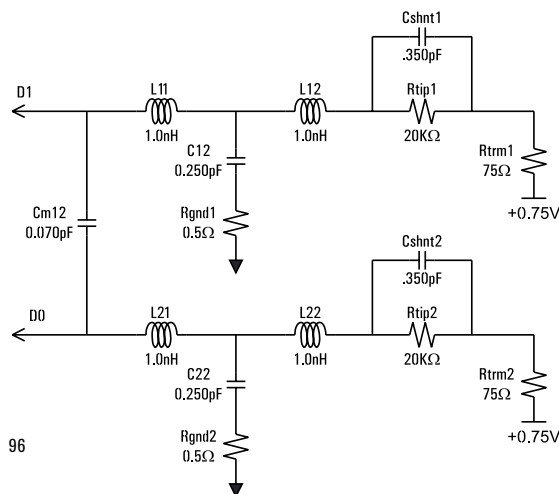 Cshnt1
.350pF
D1
L11
1.0nH
L12
1.0nH
Rtip1
20KΩ
C12
0.250pF
Rtrm1
75Ω
+0.75V
Rgnd1
0.5Ω
Cm12
0.070pF
Cshnt2
.350pF
D0
L21
1.0nH
L22
1.0nH
Rtip2
20KΩ
C22
0.250pF
Rtrm2
75Ω
+0.75V
Rgnd2
0.5Ω
96